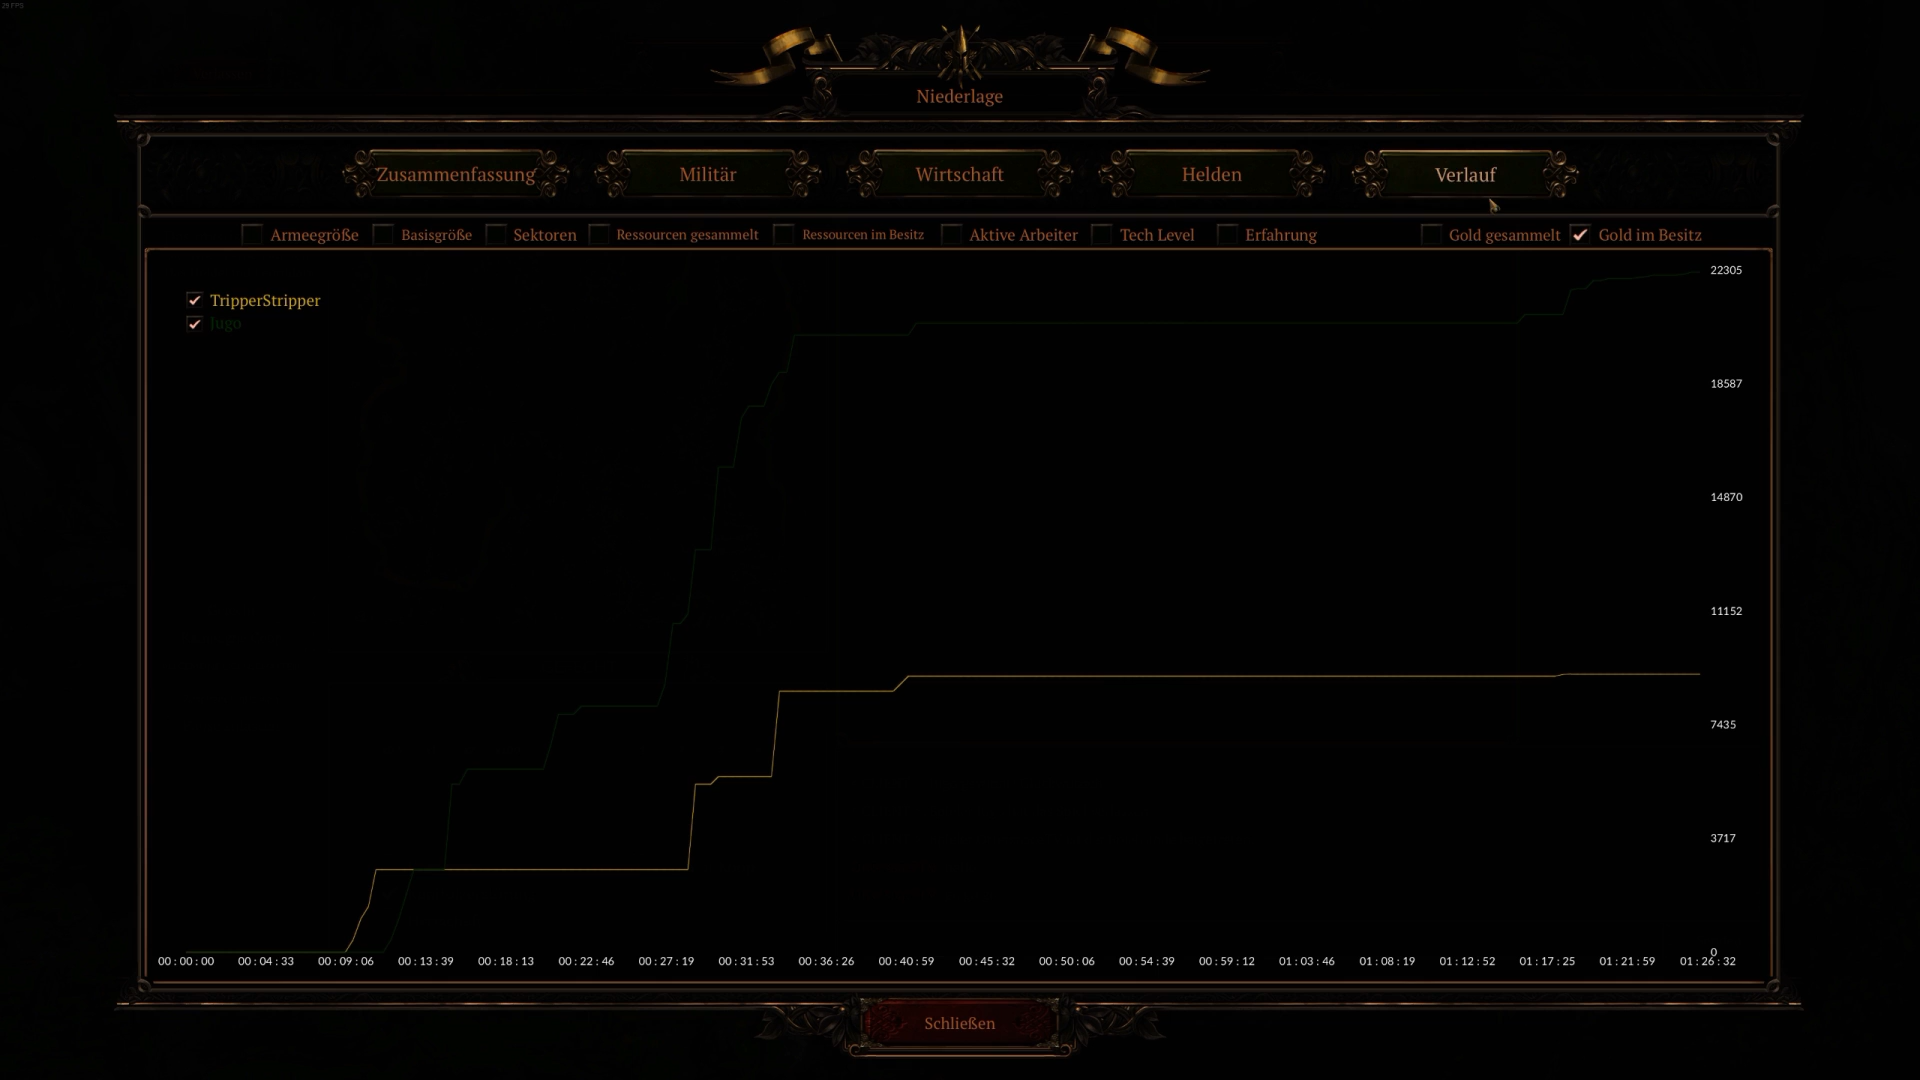 29 FPS
Niederlage
Zusammenfassung Militär Wirtschaft Helden Verlauf
Armeegröße Basisgröße Sektoren Ressourcen gesammelt Ressourcen im Besitz Aktive Arbeiter Tech Level Erfahrung Gold gesammelt Gold im Besitz
22305
TripperStripper
Jugo
18587
14870
11152
7435
3717
0
00:00:00 00:04:33 00:09:06 00:13:39 00:18:13 00:22:46 00:27:19 00:31:53 00:36:26 00:40:59 00:45:32 00:50:06 00:54:39 00:59:12 01:03:46 01:08:19 01:12:52 01:17:25 01:21:59 01:26:32
Schließen